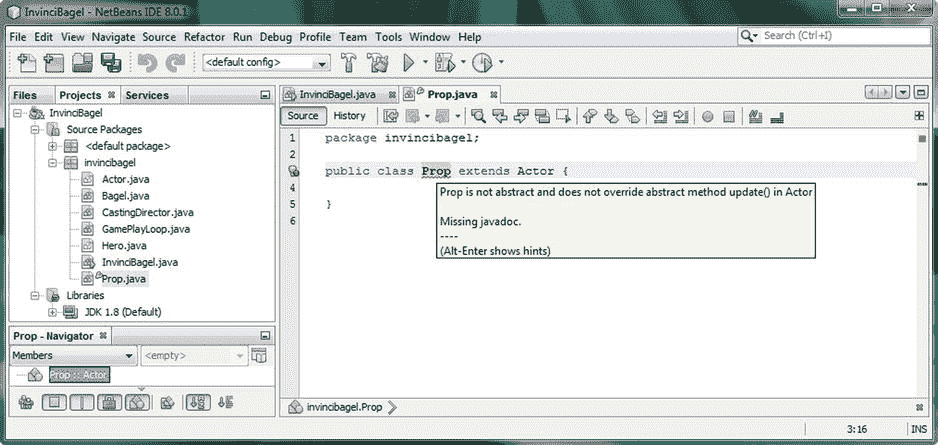 InvinciBagel - NetBeans IDE 8.0.1
File Edit View Navigate Source Refactor Run Debug Profile Team Tools Window Help
Search (Ctrl+I)
<default config>
Files Projects Services
InvinciBagel.java Prop.java
Source History
InvinciBagel
Source Packages
<default package>
invincibagel
Actor.java
Bagel.java
CastingDirector.java
GamePlayLoop.java
Hero.java
InvinciBagel.java
Prop.java
Libraries
JDK 1.8 (Default)
Prop - Navigator
Members <empty>
Prop :: Actor
1 package invincibagel;
2
public class Prop extends Actor {
4
5 }
6
Prop is not abstract and does not override abstract method update() in Actor
Missing javadoc.
----
(Alt-Enter shows hints)
invincibagel.Prop
3:16 INS